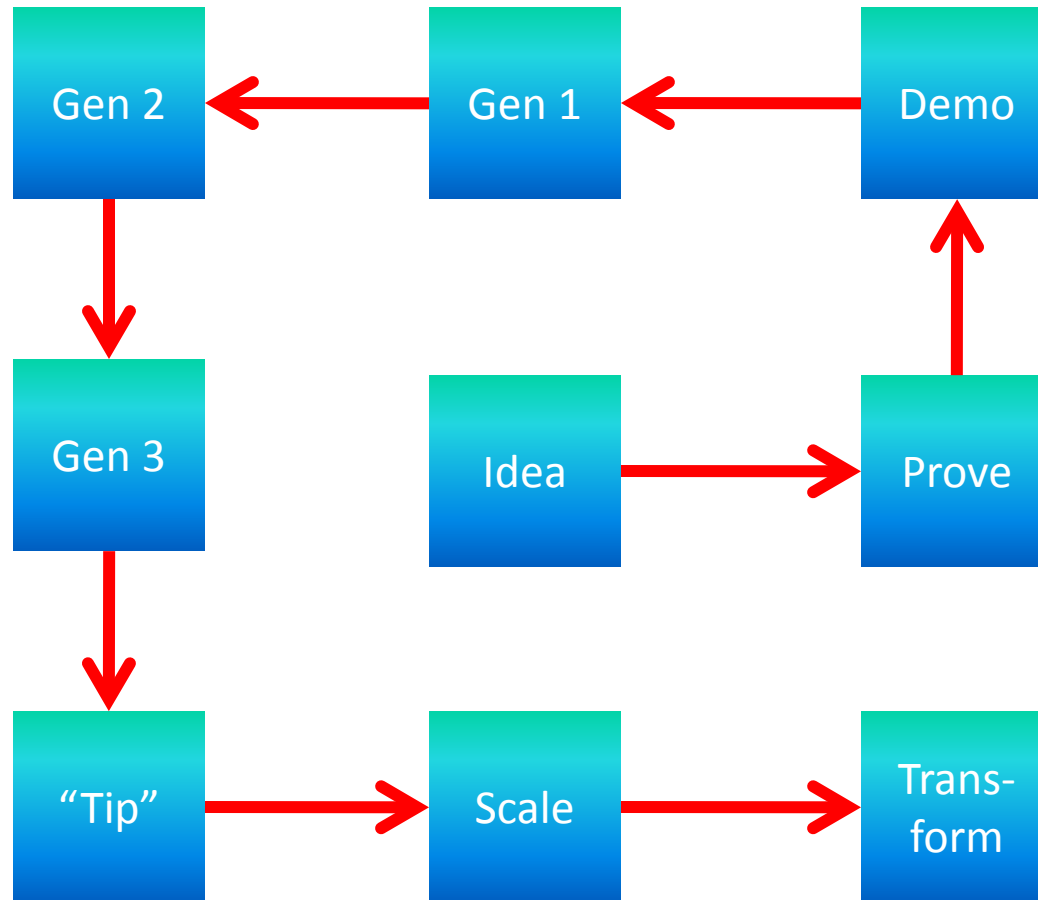 Gen 2
Gen 1
Demo
Gen 3
Idea
Prove
“Tip”
Scale
Trans-
form